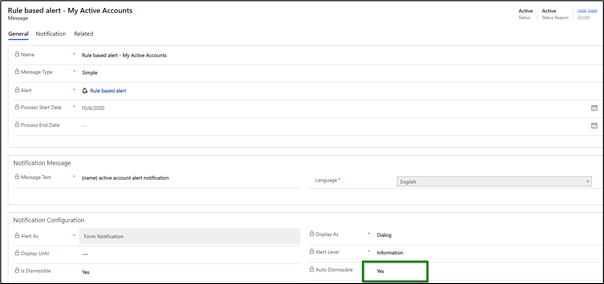 Rule based alert - My Active Accounts
Message
Active
Status
Active
Status Reason
Owner
General Notification Related
Name * Rule based alert - My Active Accounts
Message Type * Simple
Alert * Rule based alert
Process Start Date * 10/6/2020
Process End Date * ---
Notification Message
Message Text * {name} active account alert notification
Language * English
Notification Configuration
Alert As * Form Notification
Display As * Dialog
Display Until ---
Alert Level * Information
Is Dismissible Yes
Auto Dismissible Yes